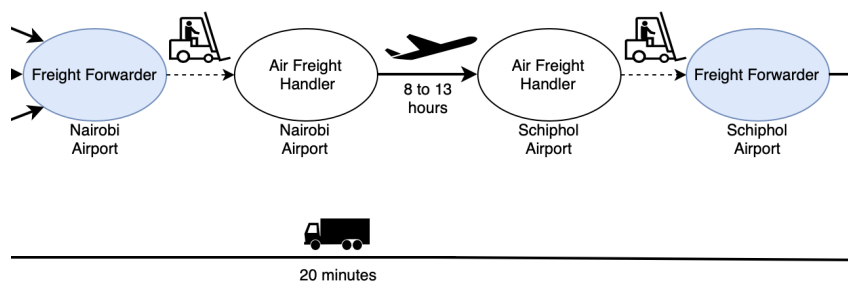 Freight Forwarder
Nairobi
Airport
Air Freight
Handler
Nairobi
Airport
8 to 13
hours
Air Freight
Handler
Schiphol
Airport
Freight Forwarder
Schiphol
Airport
20 minutes